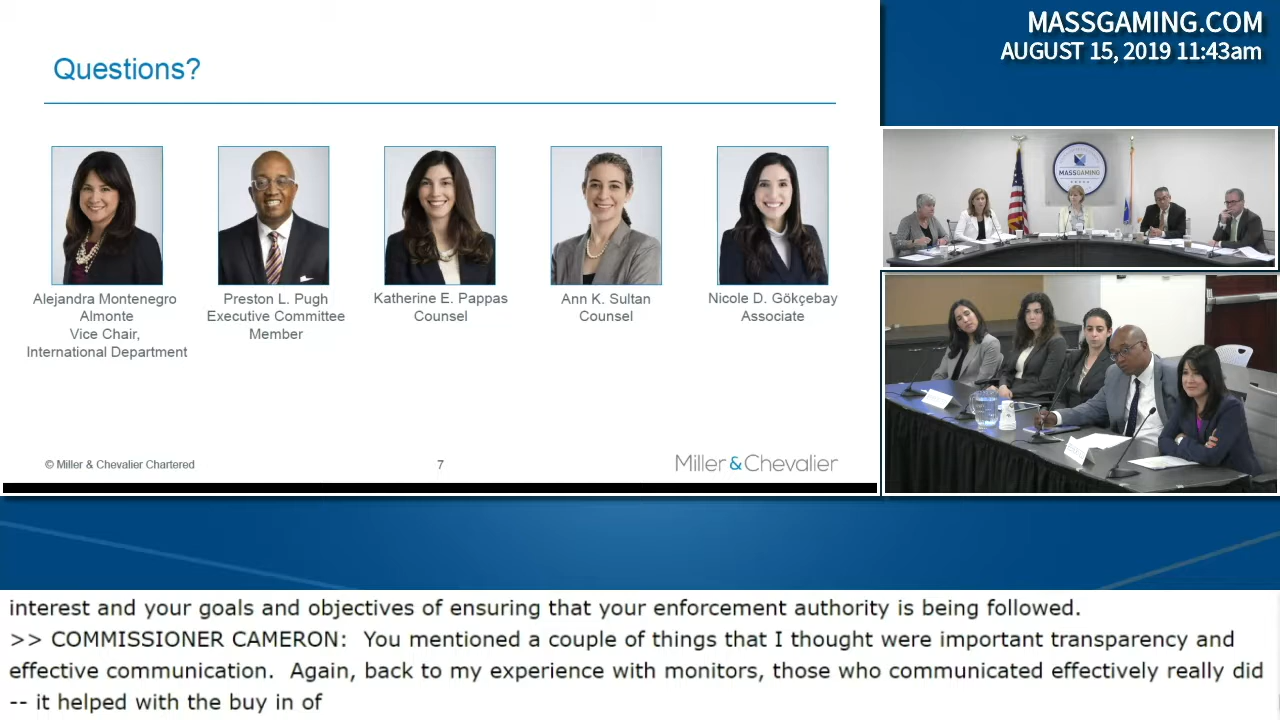 MASSGAMING.COM
AUGUST 15, 2019 11:43am
Questions?
Alejandra Montenegro
Almonte
Vice Chair,
International Department
Preston L. Pugh
Executive Committee
Member
Katherine E. Pappas
Counsel
Ann K. Sultan
Counsel
Nicole D. Gökçebay
Associate
© Miller & Chevalier Chartered
7
Miller&Chevalier
MASSGAMING
interest and your goals and objectives of ensuring that your enforcement authority is being followed.
>> COMMISSIONER CAMERON:  You mentioned a couple of things that I thought were important transparency and
effective communication.  Again, back to my experience with monitors, those who communicated effectively really did
-- it helped with the buy in of